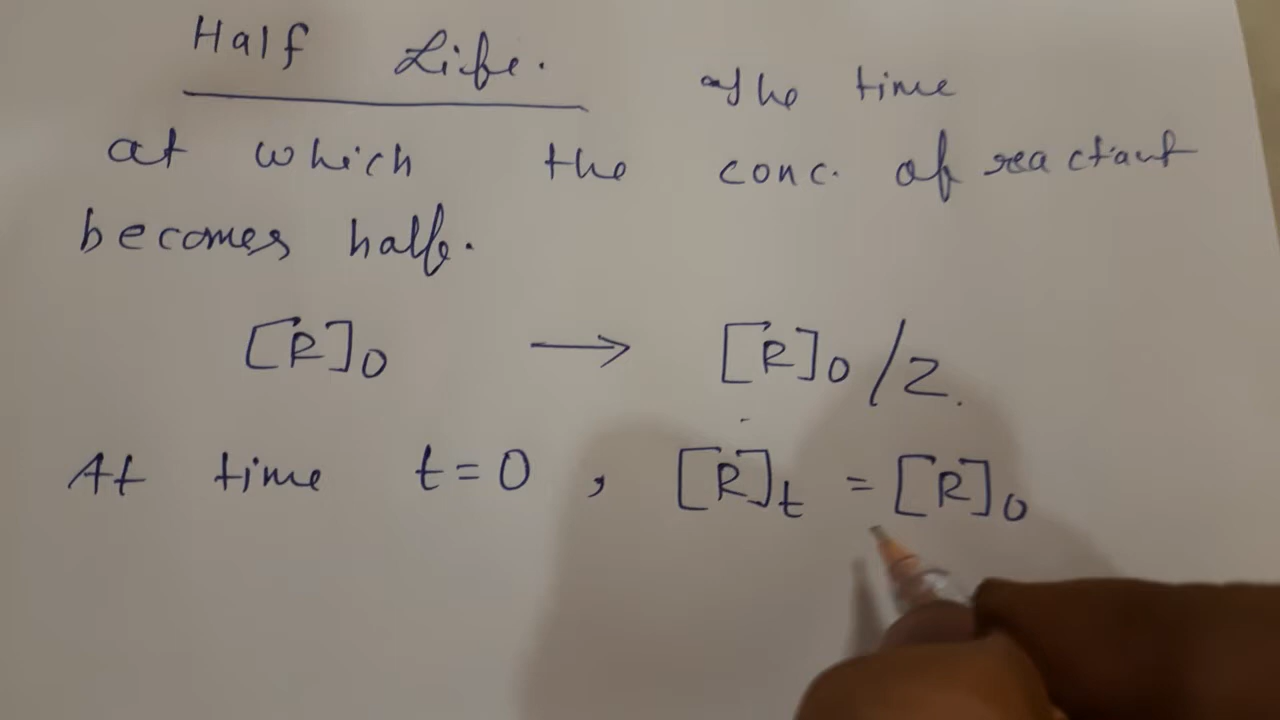 Half Life. The time
at which the conc. of reactant
becomes half.
[R]₀ → [R]₀/2.
At time t=0, [R]ₜ = [R]₀